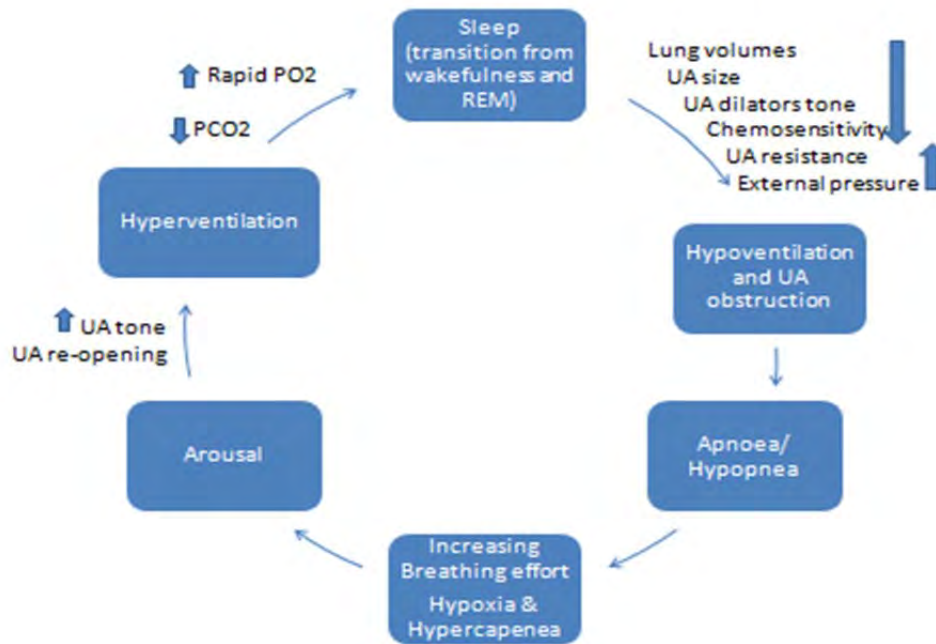 Sleep
(transition from
wakefulness and
REM)
Lung volumes
UA size
UA dilators tone
Chemosensitivity
UA resistance
External pressure
Hypoventilation
and UA
obstruction
Apnoea/
Hypopnea
Increasing
Breathing effort
Hypoxia &
Hypercapenea
Arousal
UA tone
UA re-opening
Hyperventilation
Rapid PO2
PCO2